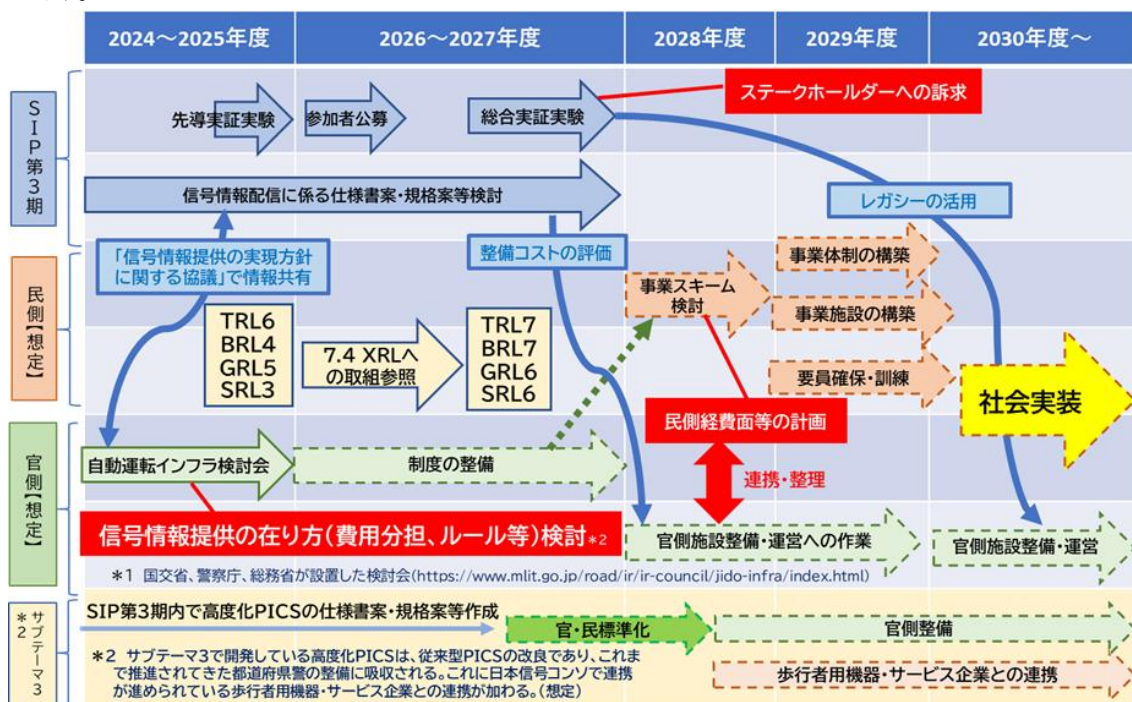 2024～2025年度
2026～2027年度
2028年度
2029年度
2030年度～
SIP第3期
先導実証実験
参加者公募
総合実証実験
ステークホールダーへの訴求
信号情報配信に係る仕様書案・規格案等検討
レガシーの活用
民側【想定】
「信号情報提供の実現方針
に関する協議」で情報共有
整備コストの評価
事業スキーム
検討
事業体制の構築
事業施設の構築
要員確保・訓練
TRL6
BRL4
GRL5
SRL3
7.4 XRLへ
の取組参照
TRL7
BRL7
GRL6
SRL6
社会実装
民側経費面等の計画
連携・整理
官側【想定】
自動運転インフラ検討会
制度の整備
信号情報提供の在り方(費用分担、ルール等)検討*2
官側施設整備・運営への作業
官側施設整備・運営
*1 国交省、警察庁、総務省が設置した検討会(https://www.mlit.go.jp/road/ir/ir-council/jido-infra/index.html)
サブテーマ3
*2
SIP第3期内で高度化PICSの仕様書案・規格案等作成
官・民標準化
官側整備
*2 サブテーマ3で開発している高度化PICSは、従来型PICSの改良であり、これま
で推進されてきた都道府県警の整備に吸収される。これに日本信号コンソで連携
が進められている歩行者用機器・サービス企業との連携が加わる。(想定)
歩行者用機器・サービス企業との連携